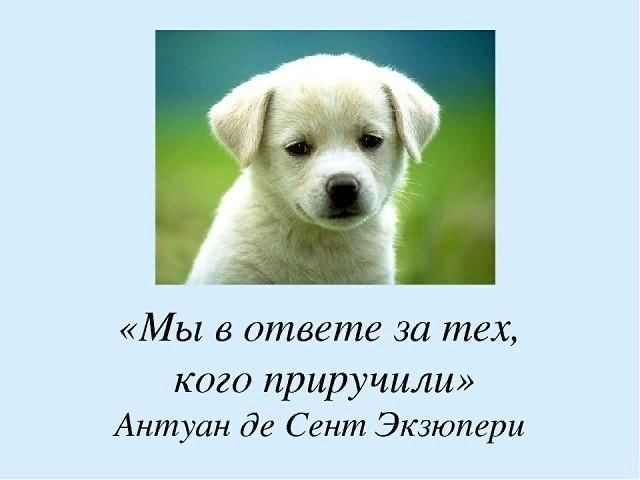 «Мы в ответе за тех,
кого приручили»
Антуан де Сент Экзюпери